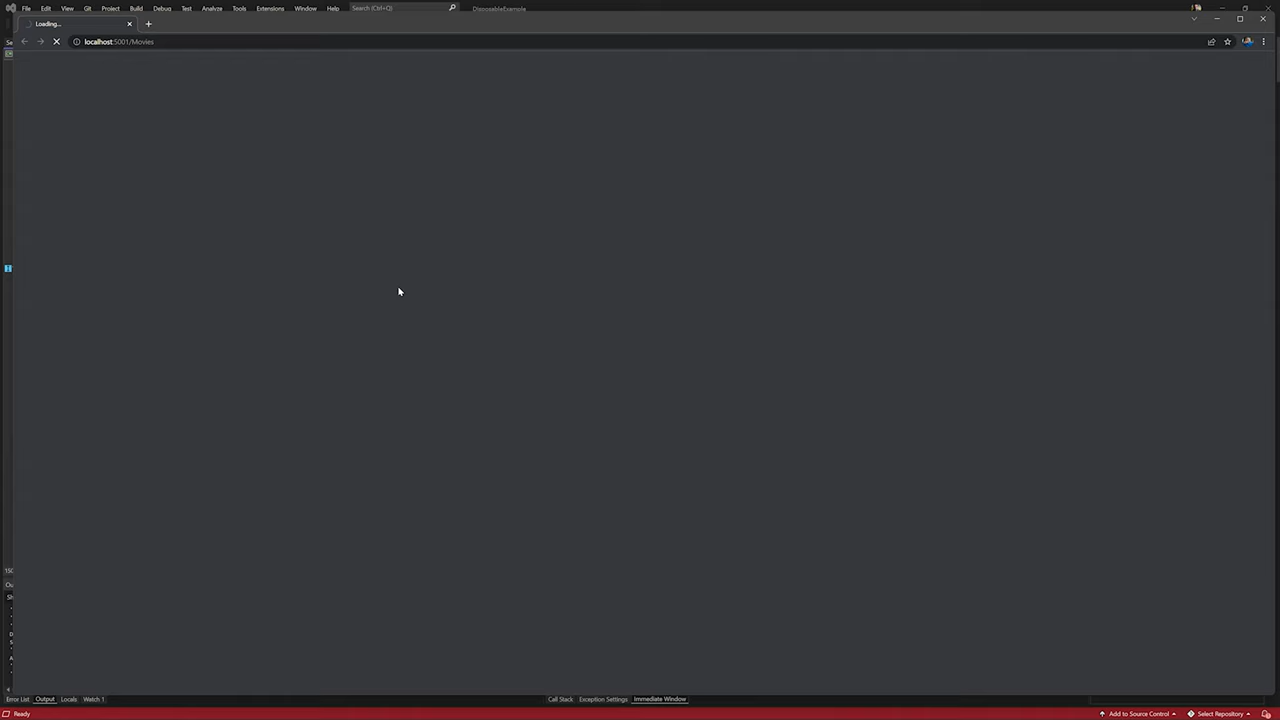 File Edit View Git Project Build Debug Test Analyze Tools Extensions Window Help Search (Ctrl+Q) DisposableExample
Loading...
localhost:5001/Movies
Error List Output Locals Watch 1 Call Stack Exception Settings Immediate Window
Ready Add to Source Control Select Repository